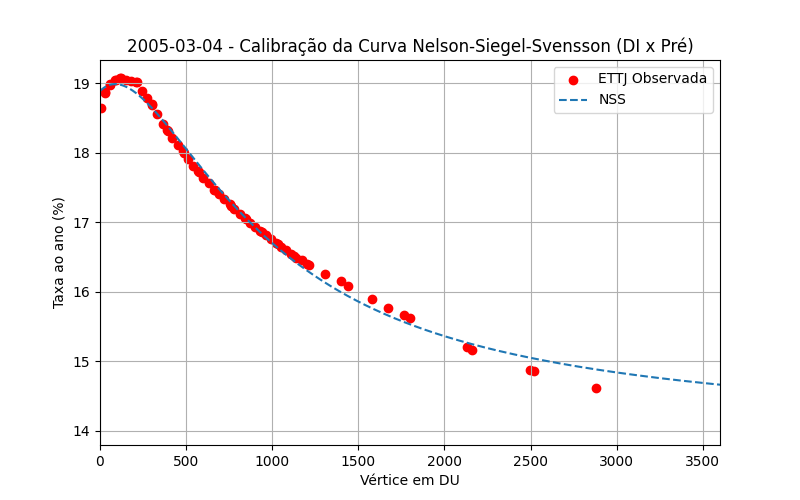 2005-03-04 - Calibração da Curva Nelson-Siegel-Svensson (DI x Pré)
ETTJ Observada
NSS
Taxa ao ano (%)
19
18
17
16
15
14
0 500 1000 1500 2000 2500 3000 3500
Vértice em DU